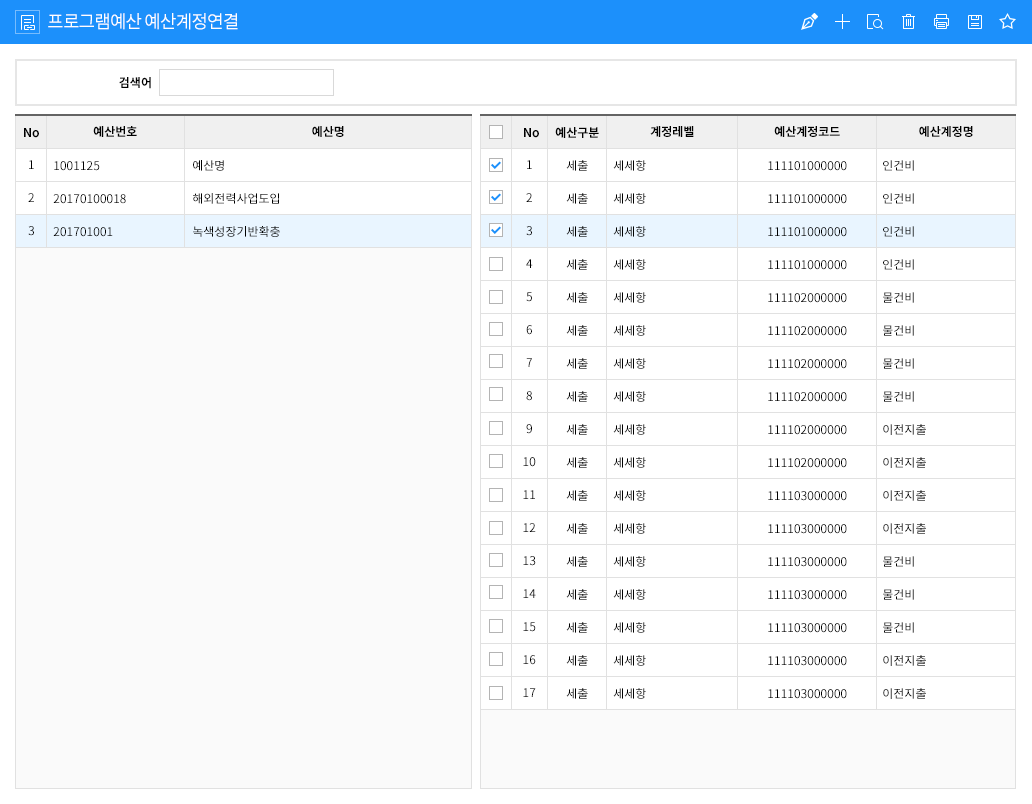 프로그램예산 예산계정연결
검색어
No 예산번호 예산명
1 1001125 예산명
2 20170100018 해외전력사업도입
3 201701001 녹색성장기반확충
No 예산구분 계정레벨 예산계정코드 예산계정명
1 세출 세세항 111101000000 인건비
2 세출 세세항 111101000000 인건비
3 세출 세세항 111101000000 인건비
4 세출 세세항 111101000000 인건비
5 세출 세세항 111102000000 물건비
6 세출 세세항 111102000000 물건비
7 세출 세세항 111102000000 물건비
8 세출 세세항 111102000000 물건비
9 세출 세세항 111102000000 이전지출
10 세출 세세항 111102000000 이전지출
11 세출 세세항 111103000000 이전지출
12 세출 세세항 111103000000 이전지출
13 세출 세세항 111103000000 물건비
14 세출 세세항 111103000000 물건비
15 세출 세세항 111103000000 물건비
16 세출 세세항 111103000000 이전지출
17 세출 세세항 111103000000 이전지출